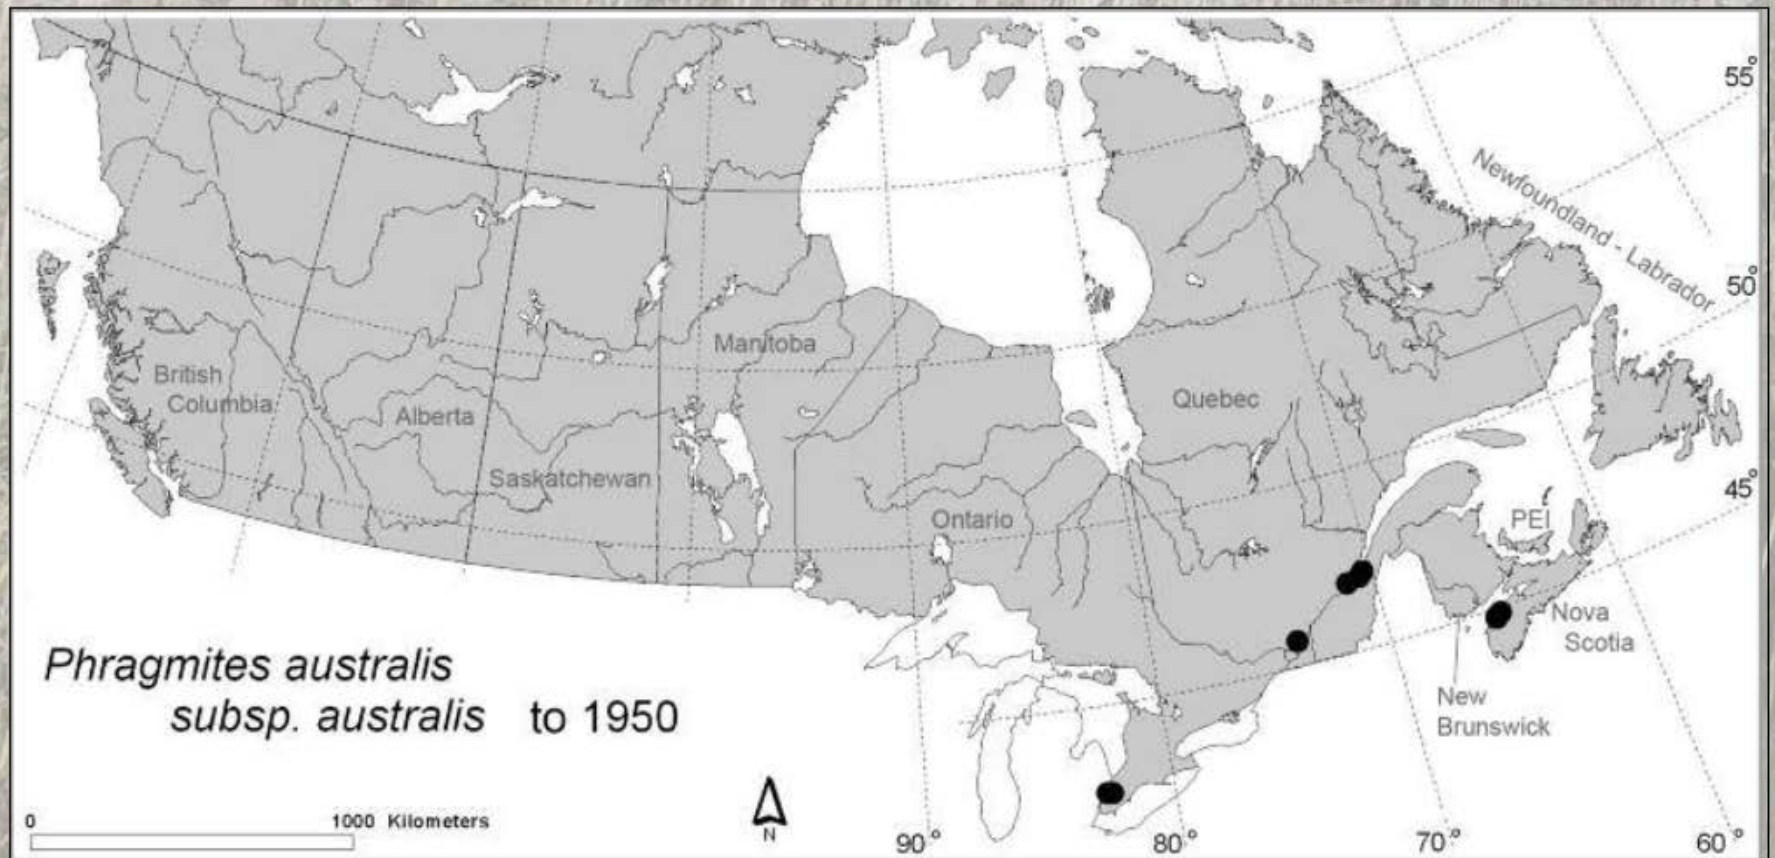 55°
Newfoundland - Labrador
50°
Manitoba
British
Columbia
Alberta
Quebec
Saskatchewan
45°
Ontario
PEI
Nova
Scotia
Phragmites australis
subsp. australis to 1950
New
Brunswick
0 1000 Kilometers
N
90° 80° 70° 60°